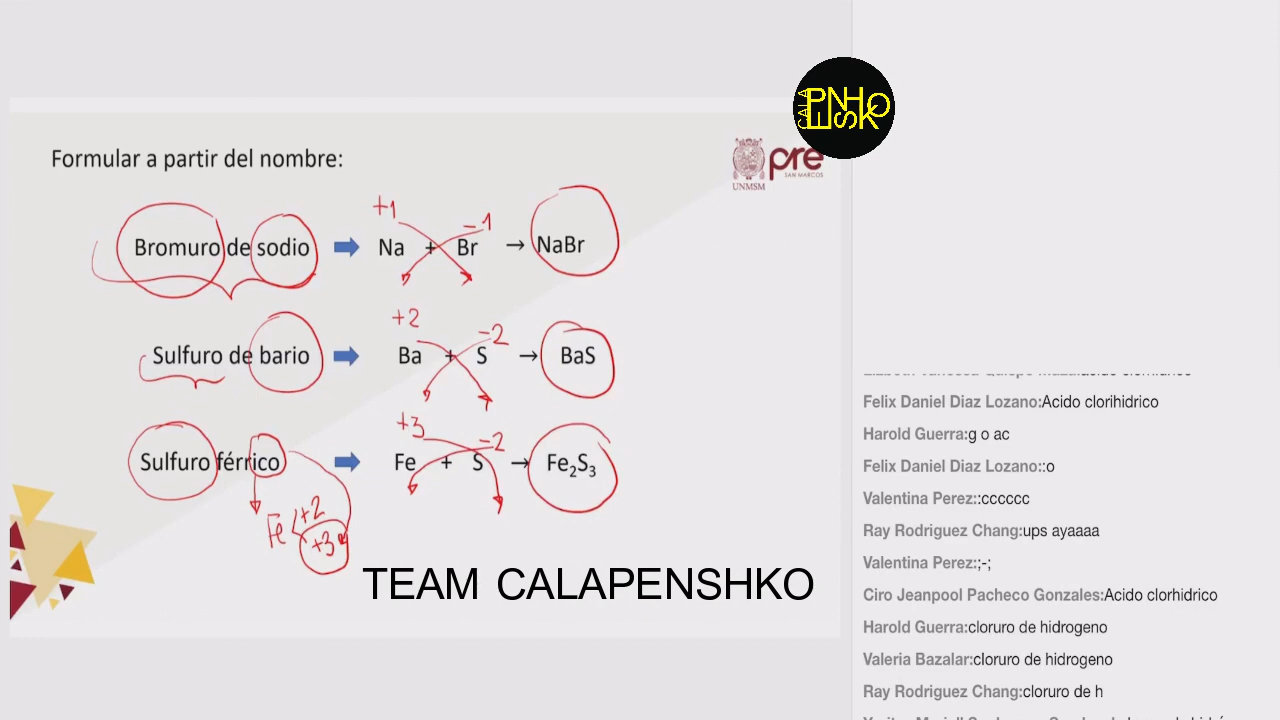 CALA
PENHO
ESK
Formular a partir del nombre:
UNMSM
pre
SAN MARCOS
+1
-1
Bromuro de sodio
Na + Br → NaBr
+2
-2
Sulfuro de bario
Ba + S → BaS
+3
-2
Sulfuro férrico
Fe + S → Fe₂S₃
Fe
+2
+3
TEAM CALAPENSHKO
Felix Daniel Diaz Lozano:Acido clorihidrico
Harold Guerra:g o ac
Felix Daniel Diaz Lozano::o
Valentina Perez::cccccc
Ray Rodriguez Chang:ups ayaaaa
Valentina Perez:;-;
Ciro Jeanpool Pacheco Gonzales:Acido clorhidrico
Harold Guerra:cloruro de hidrogeno
Valeria Bazalar:cloruro de hidrogeno
Ray Rodriguez Chang:cloruro de h